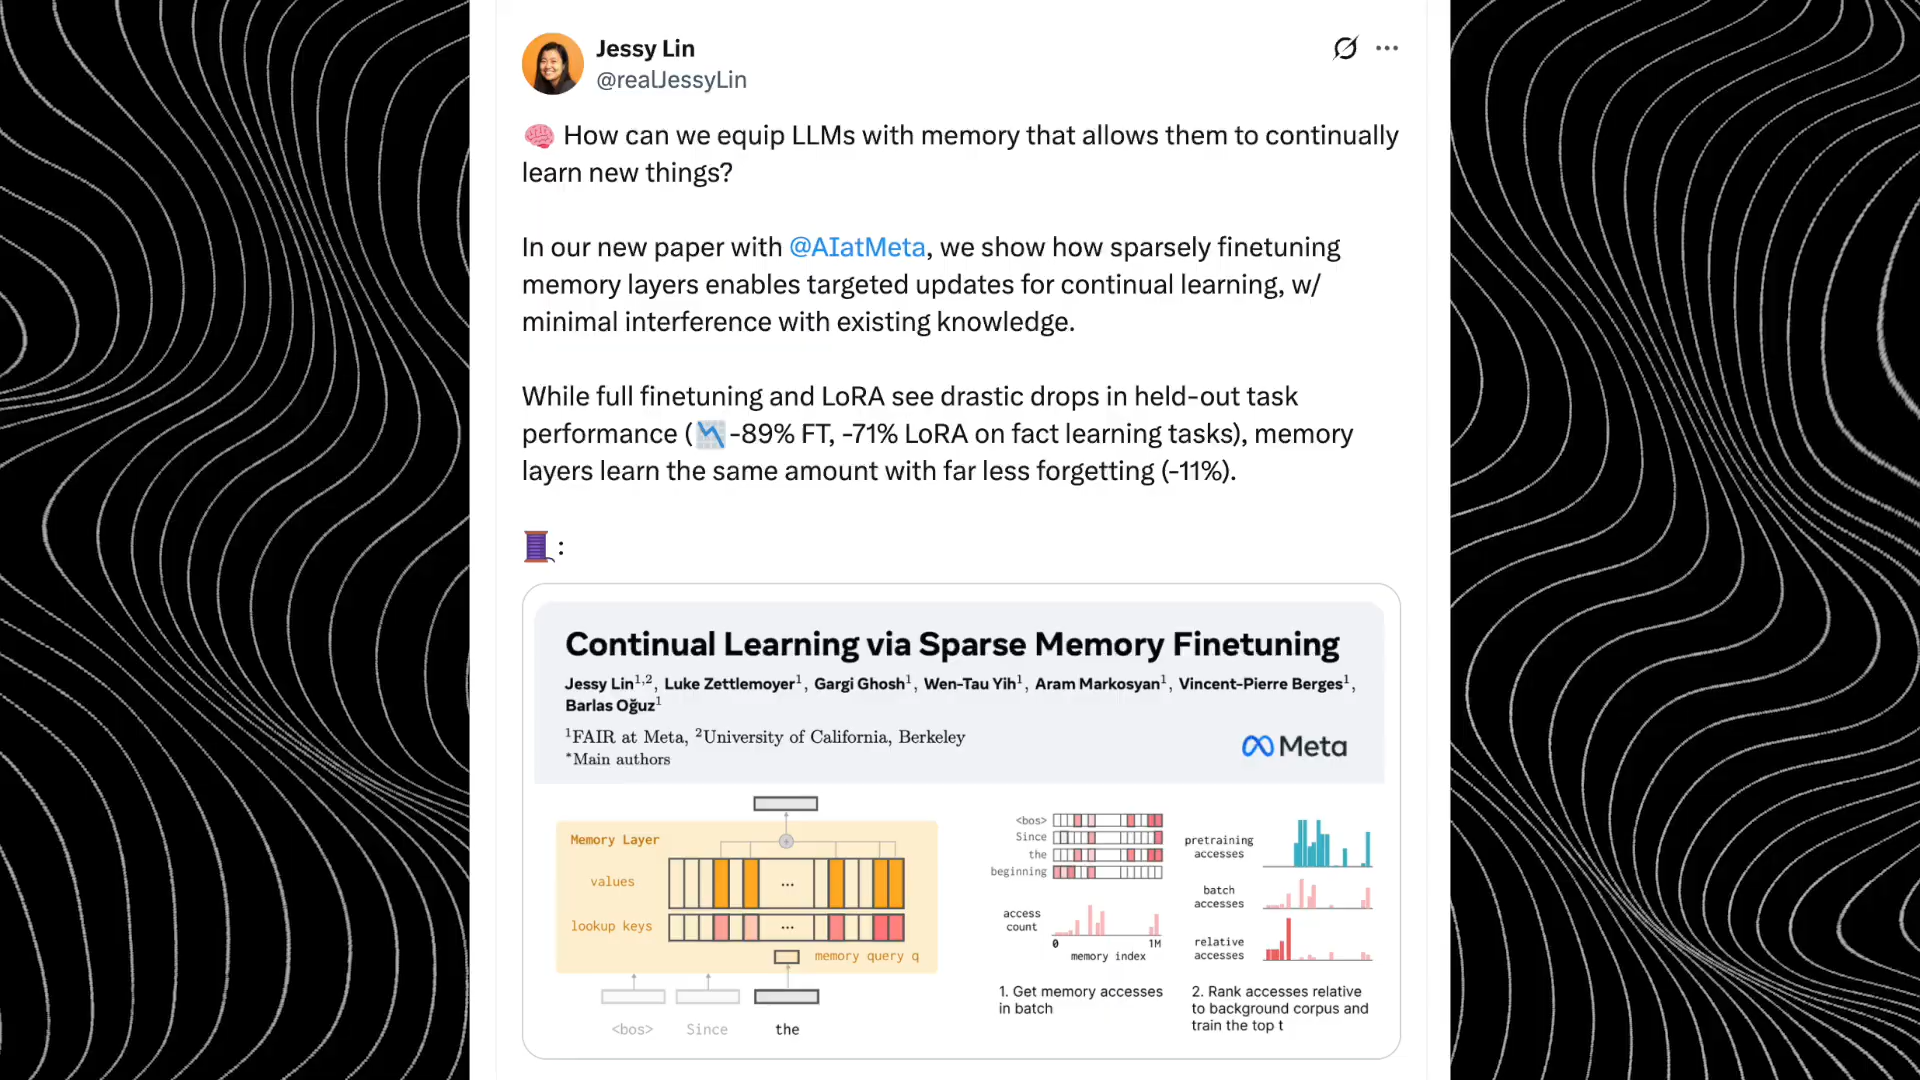 Jessy Lin
@realJessyLin
🧠 How can we equip LLMs with memory that allows them to continually
learn new things?
In our new paper with @AIatMeta, we show how sparsely finetuning
memory layers enables targeted updates for continual learning, w/
minimal interference with existing knowledge.
While full finetuning and LoRA see drastic drops in held-out task
performance (📉-89% FT, -71% LoRA on fact learning tasks), memory
layers learn the same amount with far less forgetting (-11%).
🧵:
Continual Learning via Sparse Memory Finetuning
Jessy Lin1,2, Luke Zettlemoyer1, Gargi Ghosh1, Wen-Tau Yih1, Aram Markosyan1, Vincent-Pierre Berges1,
Barlas Oğuz1
1FAIR at Meta, 2University of California, Berkeley
*Main authors
Meta
Memory Layer
values
...
lookup keys
...
memory query q
<bos>
Since
the
<bos>
Since
the
beginning
access
count
0
1M
memory index
1. Get memory accesses
in batch
pretraining
accesses
batch
accesses
relative
accesses
2. Rank accesses relative
to background corpus and
train the top t